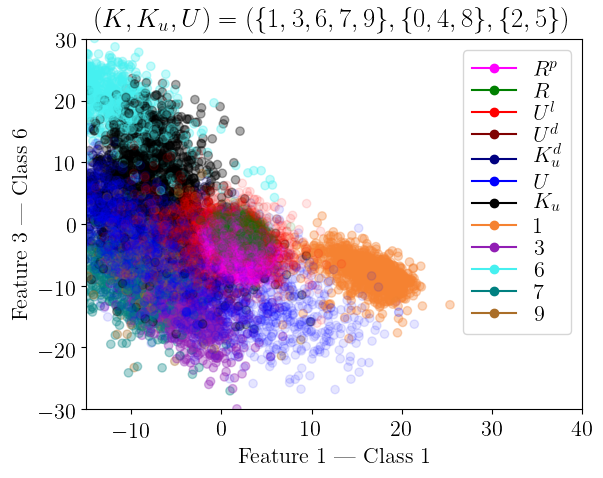 (K, K_u, U) = ({1, 3, 6, 7, 9}, {0, 4, 8}, {2, 5})
Feature 3 — Class 6
30
20
10
0
−10
−20
−30
R^p
R
U^l
U^d
K_u^d
U
K_u
1
3
6
7
9
−10
0
10
20
30
40
Feature 1 — Class 1